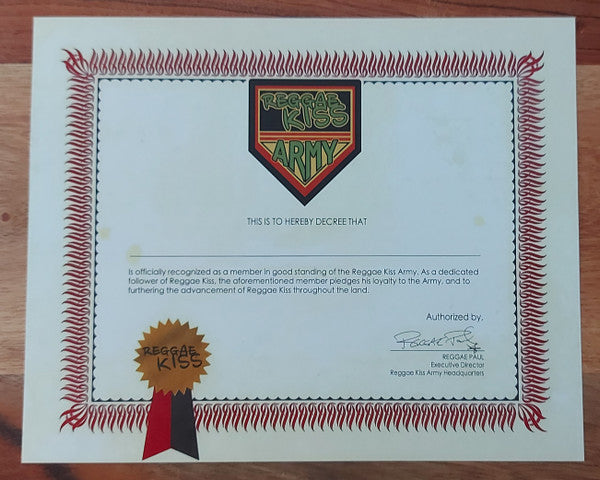 REGGAE
KISS
ARMY
THIS IS TO HEREBY DECREE THAT
Is officially recognized as a member in good standing of the Reggae Kiss Army. As a dedicated
follower of Reggae Kiss, the aforementioned member pledges his loyalty to the Army, and to
furthering the advancement of Reggae Kiss throughout the land.
Authorized by,
Reggae Paul
REGGAE PAUL
Executive Director
Reggae Kiss Army Headquarters
REGGAE
KISS